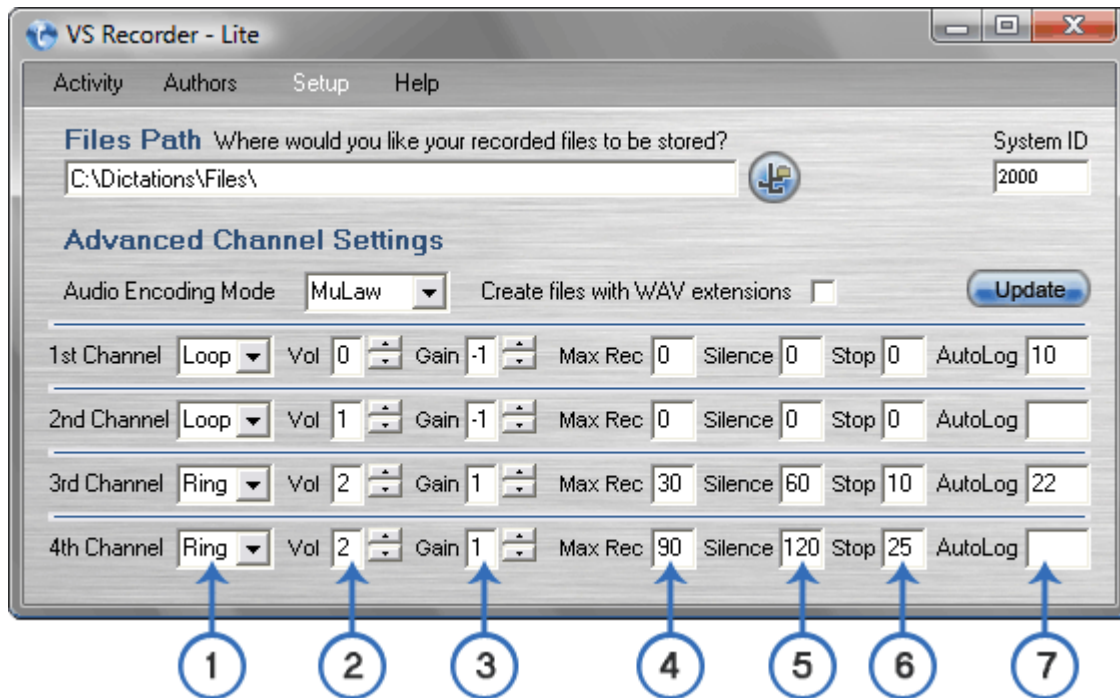 VS Recorder - Lite
Activity Authors Setup Help
Files Path Where would you like your recorded files to be stored? System ID
C:\Dictations\Files\ 2000
Advanced Channel Settings
Audio Encoding Mode MuLaw Create files with WAV extensions Update
1st Channel Loop Vol 0 Gain -1 Max Rec 0 Silence 0 Stop 0 AutoLog 10
2nd Channel Loop Vol 1 Gain -1 Max Rec 0 Silence 0 Stop 0 AutoLog
3rd Channel Ring Vol 2 Gain 1 Max Rec 30 Silence 60 Stop 10 AutoLog 22
4th Channel Ring Vol 2 Gain 1 Max Rec 90 Silence 120 Stop 25 AutoLog
1 2 3 4 5 6 7